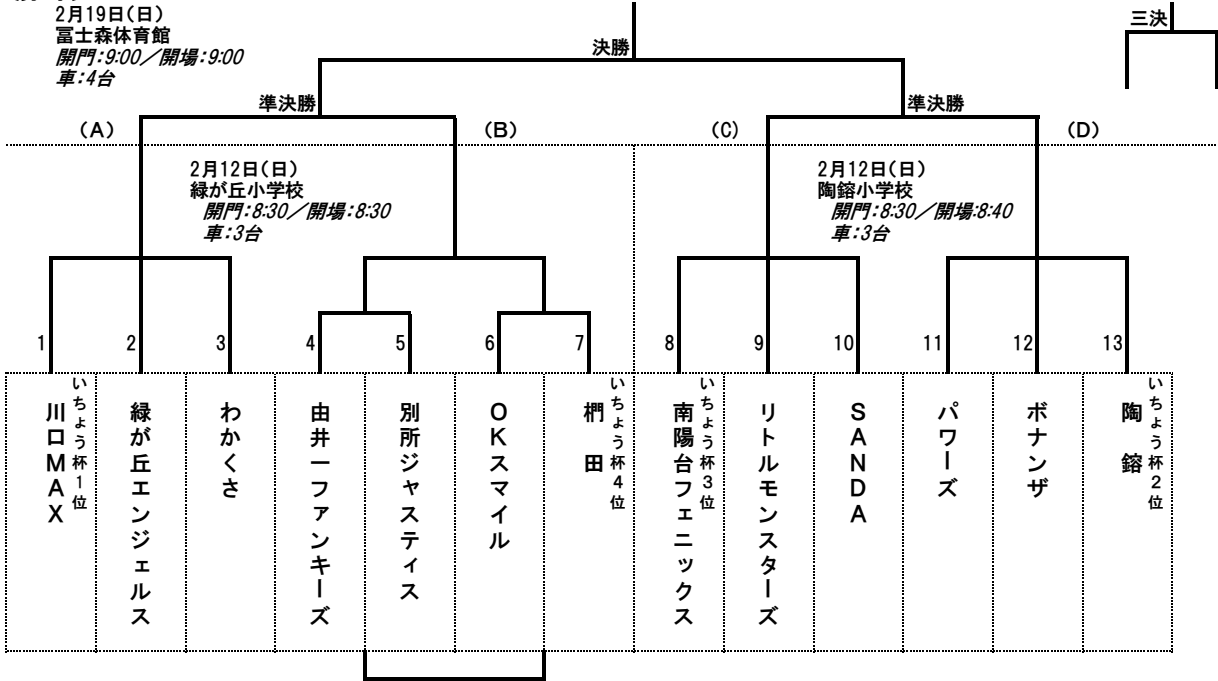 2月19日(日)
冨士森体育館
開門:9:00/開場:9:00
車:4台
決勝
三決
準決勝
準決勝
(A)
(B)
(C)
(D)
2月12日(日)
緑が丘小学校
開門:8:30/開場:8:30
車:3台
2月12日(日)
陶鎔小学校
開門:8:30/開場:8:40
車:3台
1
2
3
4
5
6
7
8
9
10
11
12
13
いちょう杯1位
川口MAX
緑が丘エンジェルス
わかくさ
由井一ファンキーズ
別所ジャスティス
OKスマイル
いちょう杯4位
椚田
いちょう杯3位
南陽台フェニックス
リトルモンスターズ
SANDA
パワーズ
ボナンザ
いちょう杯2位
陶鎔